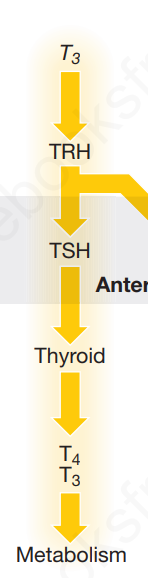 T₃
TRH
TSH
Anter
Thyroid
T₄
T₃
Metabolism